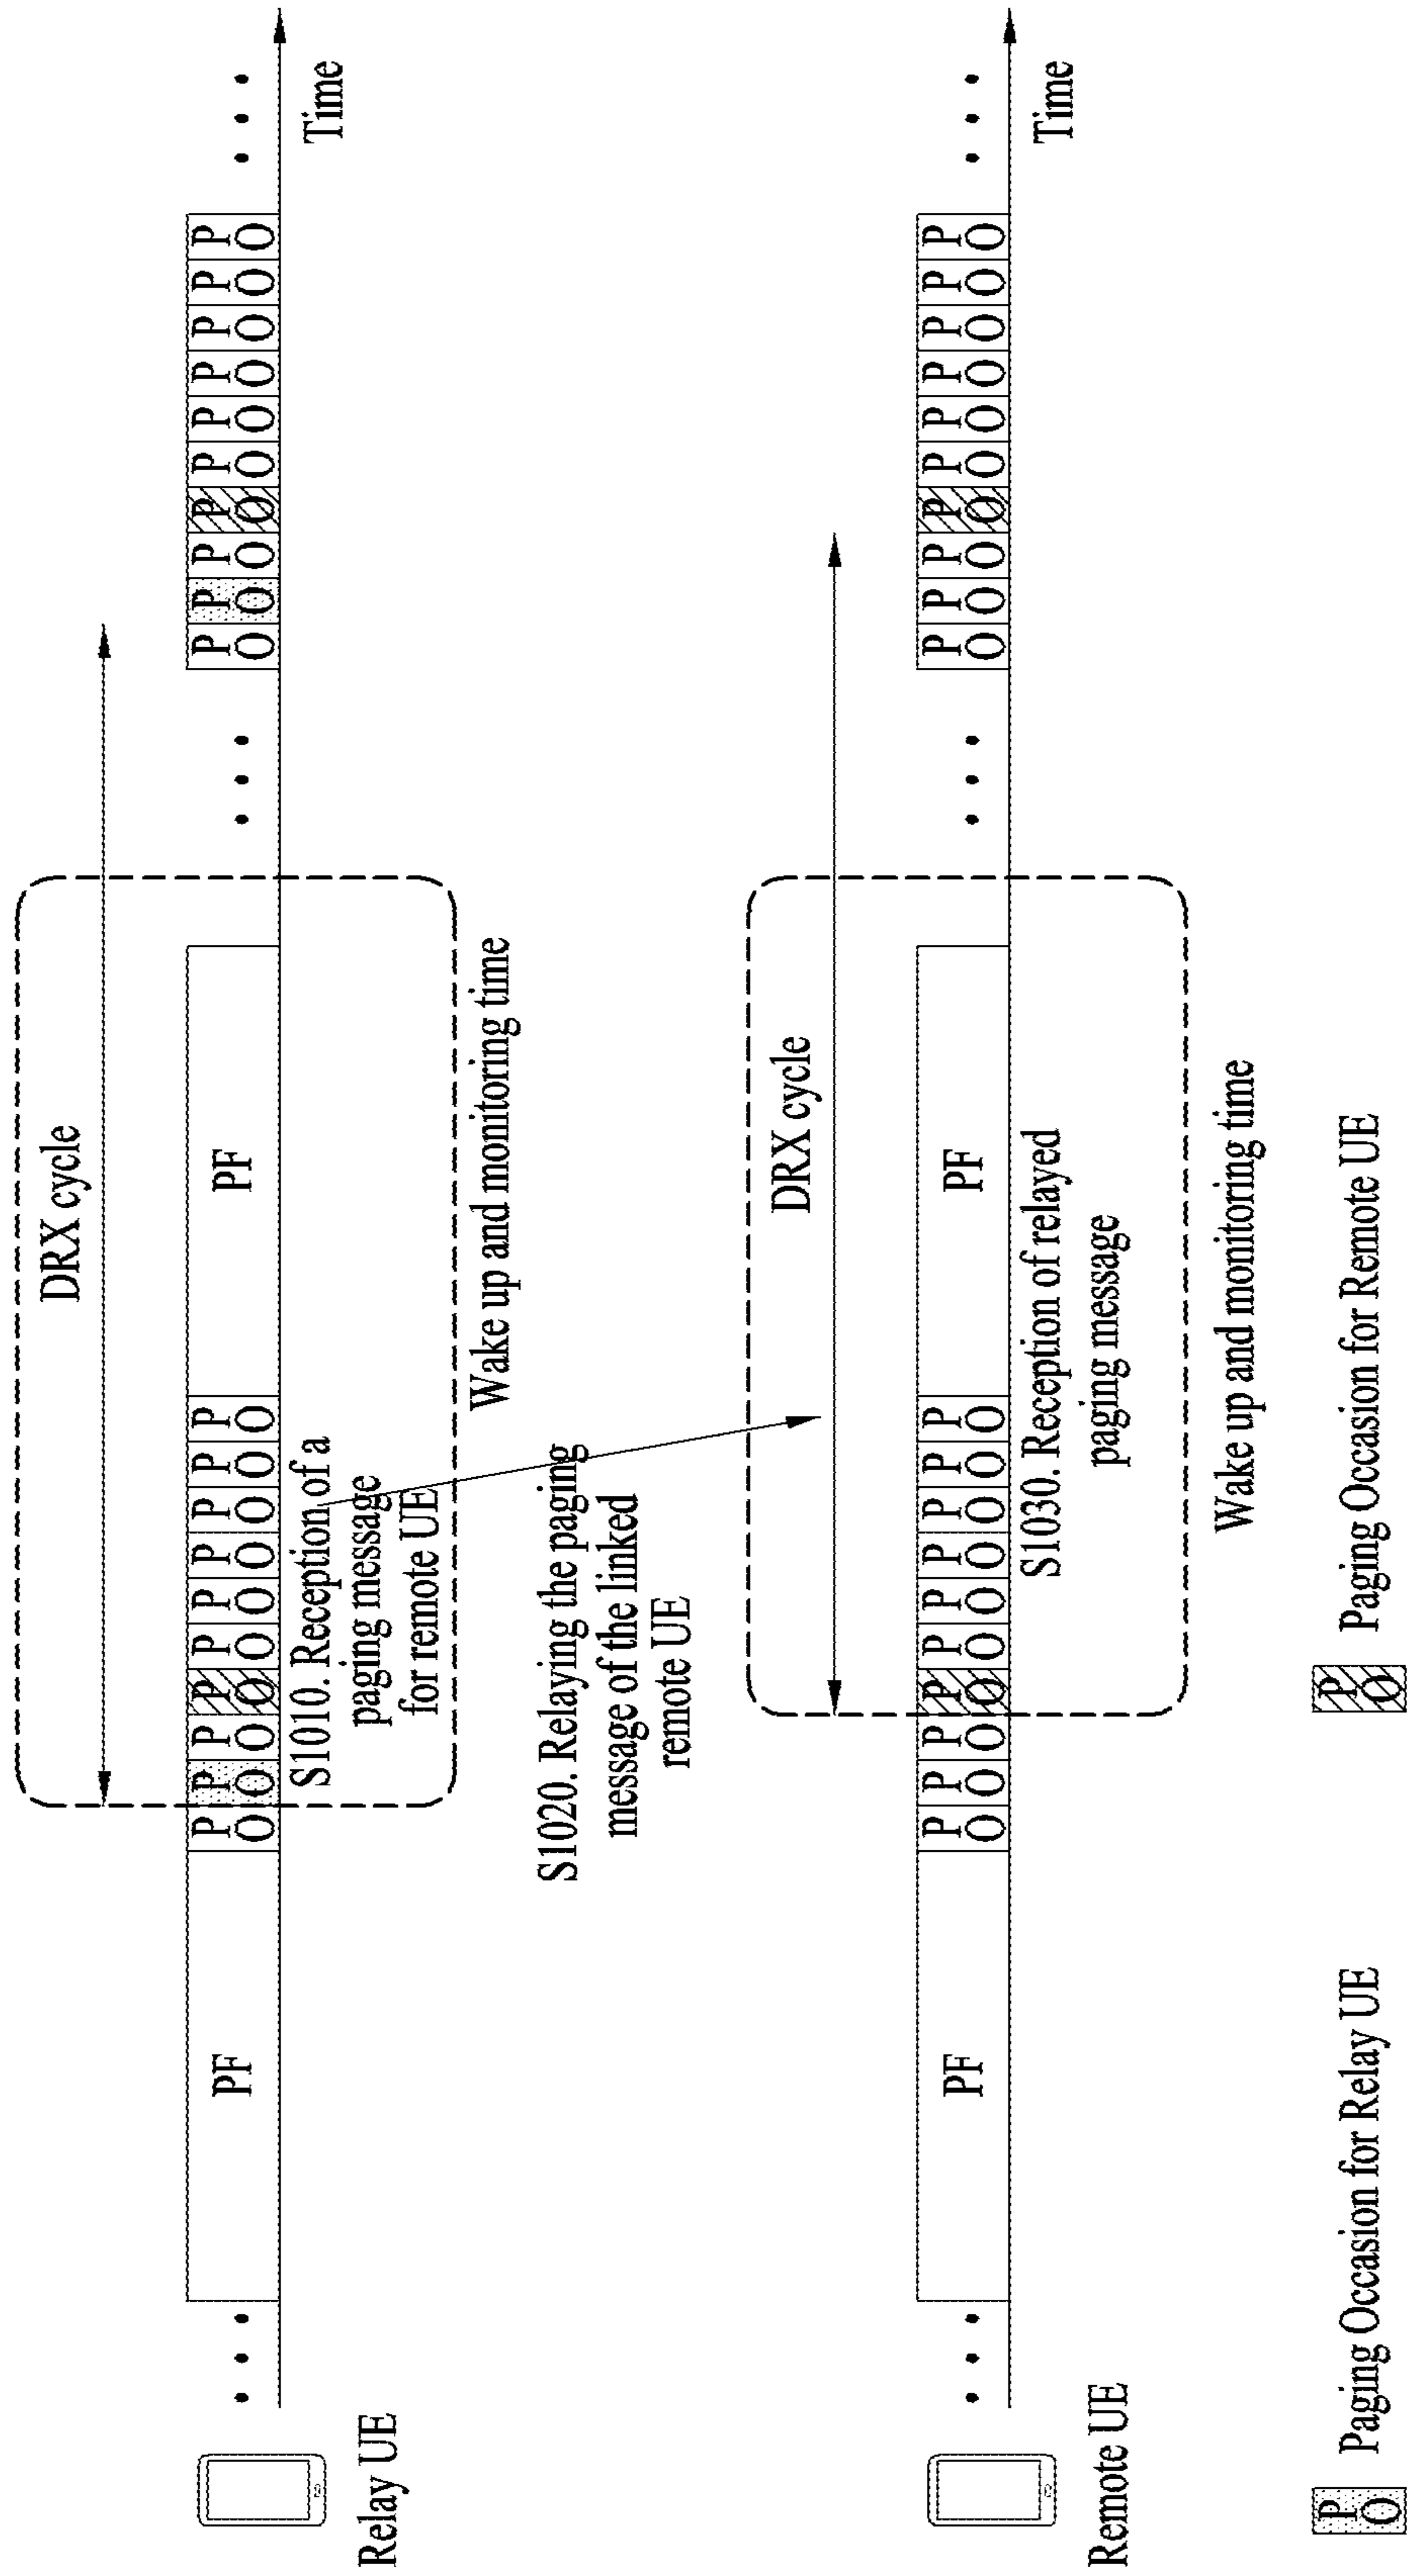 DRX cycle
PF P P P P P P P P P P PF P P P P P P P P P P
O O O O O O O O O O O O O O O O O O O O
Time
Relay UE
S1010. Reception of a
paging message
for remote UE
Wake up and monitoring time
S1020. Relaying the paging
message of the linked
remote UE
DRX cycle
PF P P P P P P P P P P PF P P P P P P P P P P
O O O O O O O O O O O O O O O O O O O O
Time
Remote UE
S1030. Reception of relayed
paging message
Wake up and monitoring time
P
O
Paging Occasion for Relay UE
P
O
Paging Occasion for Remote UE